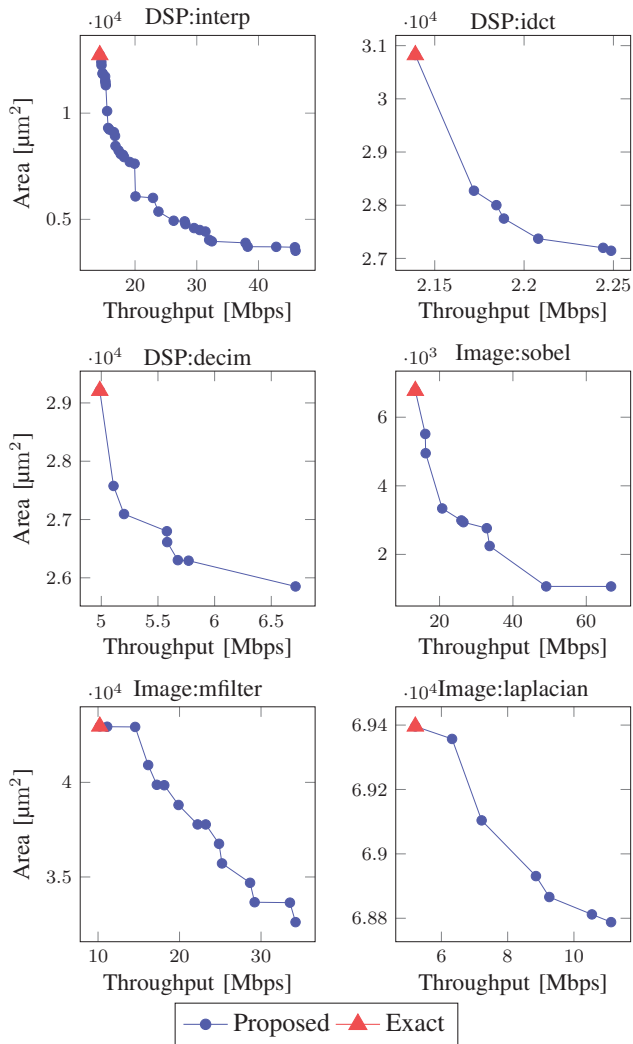 DSP:interp
·10⁴
Area [µm²]
1
0.5
20 30 40
Throughput [Mbps]
DSP:idct
·10⁴
3.1
3
2.9
2.8
2.7
2.15 2.2 2.25
Throughput [Mbps]
DSP:decim
·10⁴
Area [µm²]
2.9
2.8
2.7
2.6
5 5.5 6 6.5
Throughput [Mbps]
Image:sobel
·10³
6
4
2
20 40 60
Throughput [Mbps]
Image:mfilter
·10⁴
Area [µm²]
4
3.5
10 20 30
Throughput [Mbps]
Image:laplacian
·10⁴
6.94
6.92
6.9
6.88
6 8 10
Throughput [Mbps]
Proposed Exact